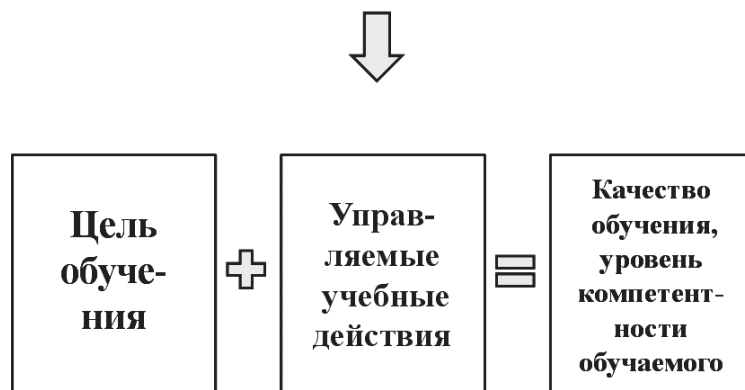 Цель
обуче-
ния
Управ-
ляемые
учебные
действия
Качество
обучения,
уровень
компетент-
ности
обучаемого